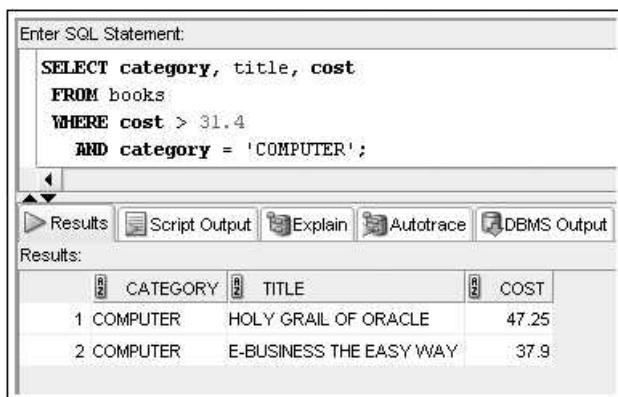 Enter SQL Statement:
SELECT category, title, cost
FROM books
WHERE cost > 31.4
AND category = 'COMPUTER';
Results Script Output Explain Autotrace DBMS Output
Results:
CATEGORY TITLE COST
1 COMPUTER HOLY GRAIL OF ORACLE 47.25
2 COMPUTER E-BUSINESS THE EASY WAY 37.9